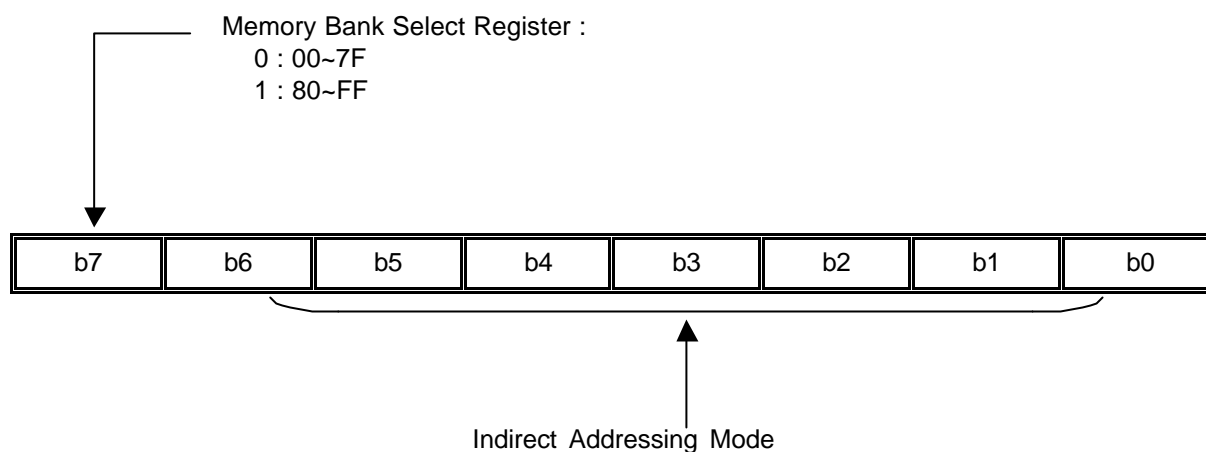 Memory Bank Select Register :
0 : 00~7F
1 : 80~FF
b7 b6 b5 b4 b3 b2 b1 b0
Indirect Addressing Mode